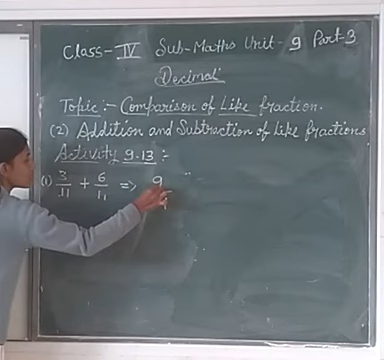 Class - IV Sub - Maths Unit - 9 Part-3
Decimal
Topic :- Comparison of Like fraction.
(2) Addition and Subtraction of Like fractions
Activity 9.13 :-
(1) 3/11 + 6/11 => 9